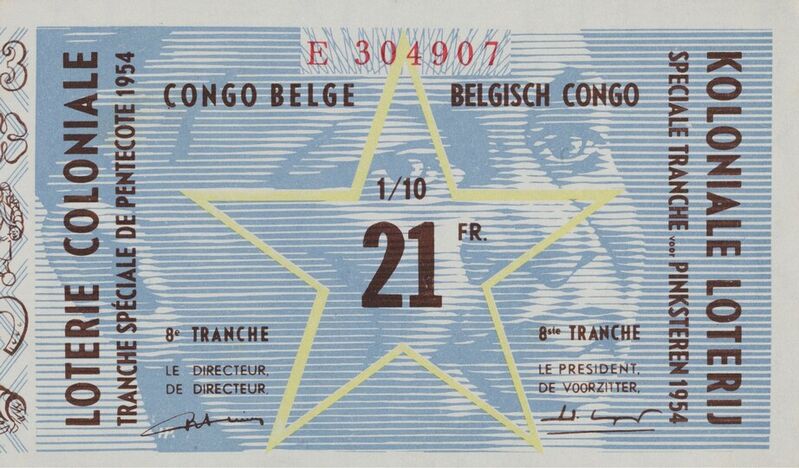 LOTERIE COLONIALE
TRANCHE SPÉCIALE DE PENTECOTE 1954
E 304907
CONGO BELGE
BELGISCH CONGO
1/10
21 FR.
8e TRANCHE
LE DIRECTEUR,
DE DIRECTEUR,
8ste TRANCHE
LE PRESIDENT,
DE VOORZITTER,
KOLONIALE LOTERIJ
SPECIALE TRANCHE voor PINKSTEREN 1954